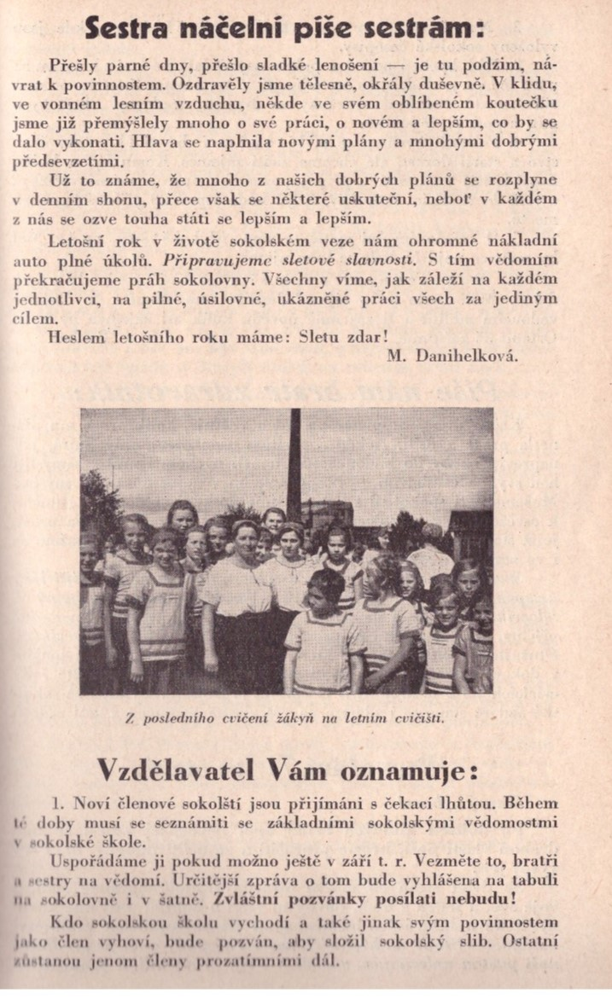 Sestra náčelní píše sestrám:
Přešly parné dny, přešlo sladké lenošení — je tu podzim, ná-
vrat k povinnostem. Ozdravěly jsme tělesně, okřály duševně. V klidu,
ve vonném lesním vzduchu, někde ve svém oblíbeném koutečku
jsme již přemýšlely mnoho o své práci, o novém a lepším, co by se
dalo vykonati. Hlava se naplnila novými plány a mnohými dobrými
předsevzetími.
Už to známe, že mnoho z našich dobrých plánů se rozplyne
v denním shonu, přece však se některé uskuteční, neboť v každém
z nás se ozve touha státi se lepším a lepším.
Letošní rok v životě sokolském veze nám ohromné nákladní
auto plné úkolů. Připravujeme sletové slavnosti. S tím vědomím
překračujeme práh sokolovny. Všechny víme, jak záleží na každém
jednotlivci, na pilné, úsilovné, ukázněné práci všech za jediným
cílem.
Heslem letošního roku máme: Sletu zdar!
M. Danihelková.
Z posledního cvičení žákyň na letním cvičišti.
Vzdělavatel Vám oznamuje:
1. Noví členové sokolští jsou přijímáni s čekací lhůtou. Během
té doby musí se seznámiti se základními sokolskými vědomostmi
v sokolské škole.
Uspořádáme ji pokud možno ještě v září t. r. Vezměte to, bratři
a sestry na vědomí. Určitější zpráva o tom bude vyhlášena na tabuli
na sokolovně i v šatně. Zvláštní pozvánky posílati nebudu!
Kdo sokolskou školu vychodí a také jinak svým povinnostem
jako člen vyhoví, bude pozván, aby složil sokolský slib. Ostatní
zůstanou jenom členy prozatímními dál.